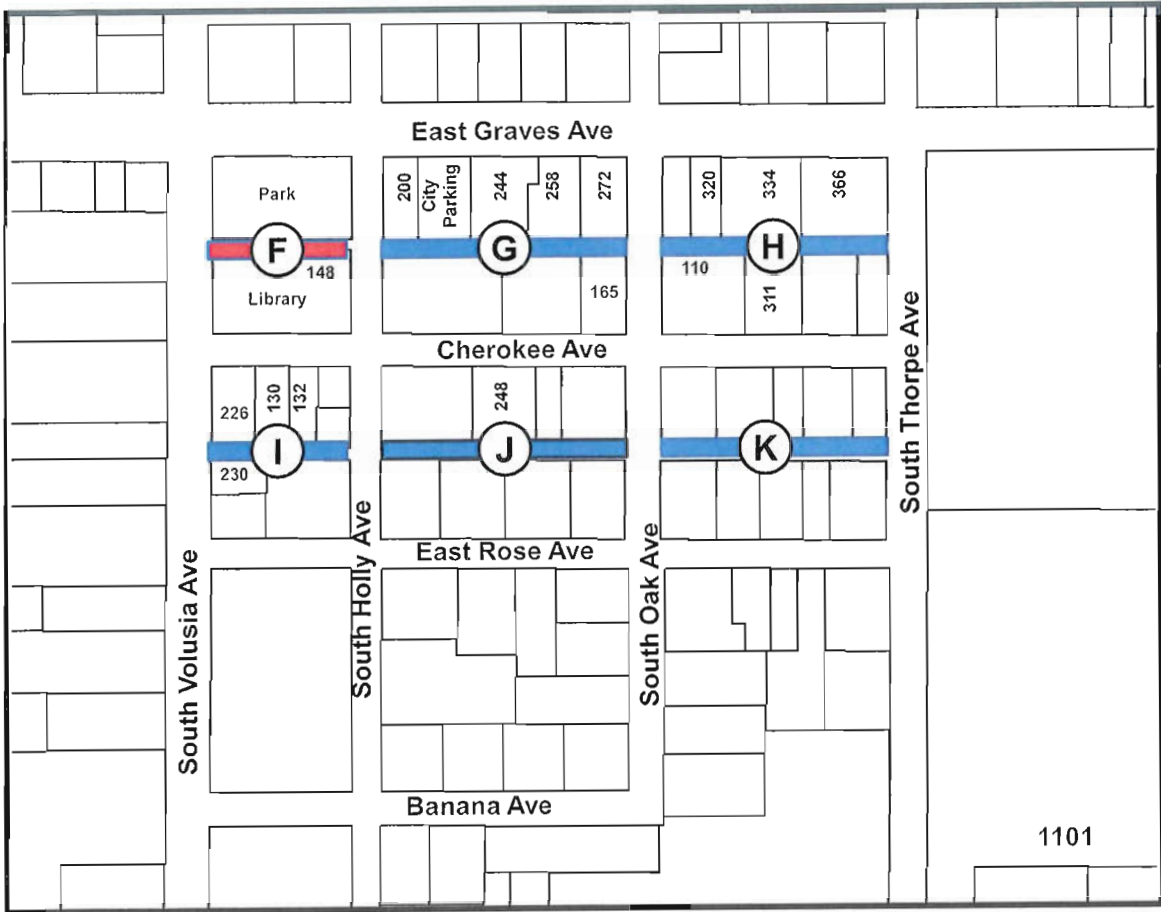 East Graves Ave
Park
200
City
Parking
244
258
272
320
334
366
F
G
H
148
Library
165
110
311
Cherokee Ave
226
130
132
248
I
J
K
230
East Rose Ave
South Volusia Ave
South Holly Ave
South Oak Ave
South Thorpe Ave
Banana Ave
1101